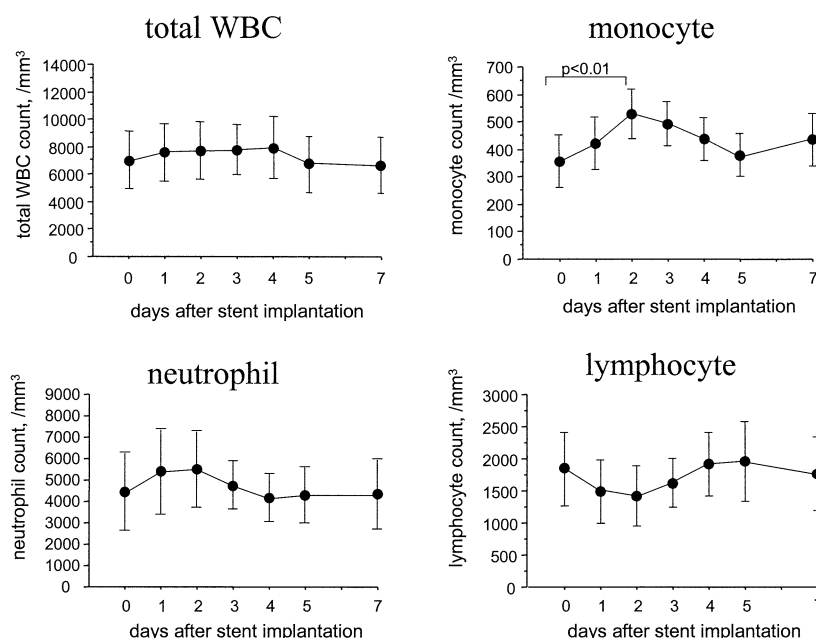 total WBC
total WBC count, /mm³
14000
12000
10000
8000
6000
4000
2000
0
0 1 2 3 4 5 7
days after stent implantation
monocyte
monocyte count /mm³
700
600
500
400
300
200
100
0
p<0.01
0 1 2 3 4 5 7
days after stent implantation
neutrophil
neutrophil count, /mm³
9000
8000
7000
6000
5000
4000
3000
2000
1000
0
0 1 2 3 4 5 7
days after stent implantation
lymphocyte
lymphocyte count, /mm³
3000
2500
2000
1500
1000
500
0
0 1 2 3 4 5
days after stent implantation